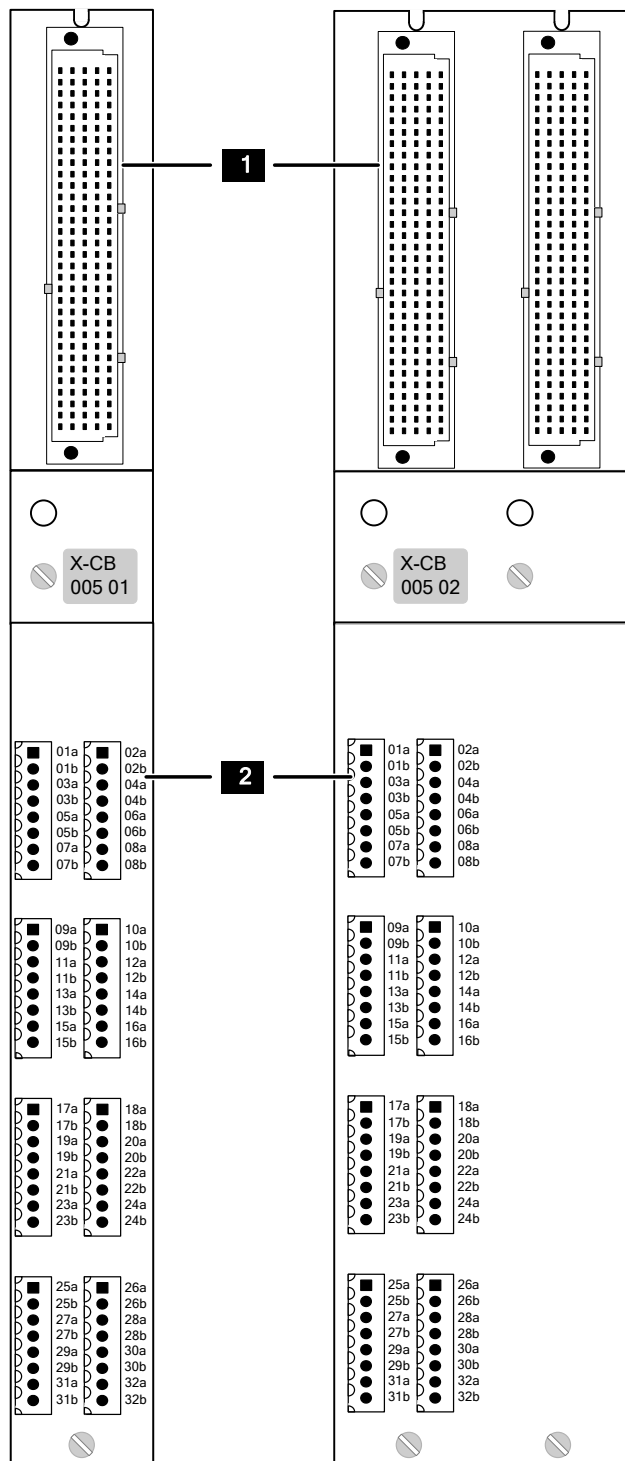 1
X-CB
005 01
X-CB
005 02
2
01a 02a
01b 02b
03a 04a
03b 04b
05a 06a
05b 06b
07a 08a
07b 08b
09a 10a
09b 10b
11a 12a
11b 12b
13a 14a
13b 14b
15a 16a
15b 16b
17a 18a
17b 18b
19a 20a
19b 20b
21a 22a
21b 22b
23a 24a
23b 24b
25a 26a
25b 26b
27a 28a
27b 28b
29a 30a
29b 30b
31a 32a
31b 32b
01a 02a
01b 02b
03a 04a
03b 04b
05a 06a
05b 06b
07a 08a
07b 08b
09a 10a
09b 10b
11a 12a
11b 12b
13a 14a
13b 14b
15a 16a
15b 16b
17a 18a
17b 18b
19a 20a
19b 20b
21a 22a
21b 22b
23a 24a
23b 24b
25a 26a
25b 26b
27a 28a
27b 28b
29a 30a
29b 30b
31a 32a
31b 32b